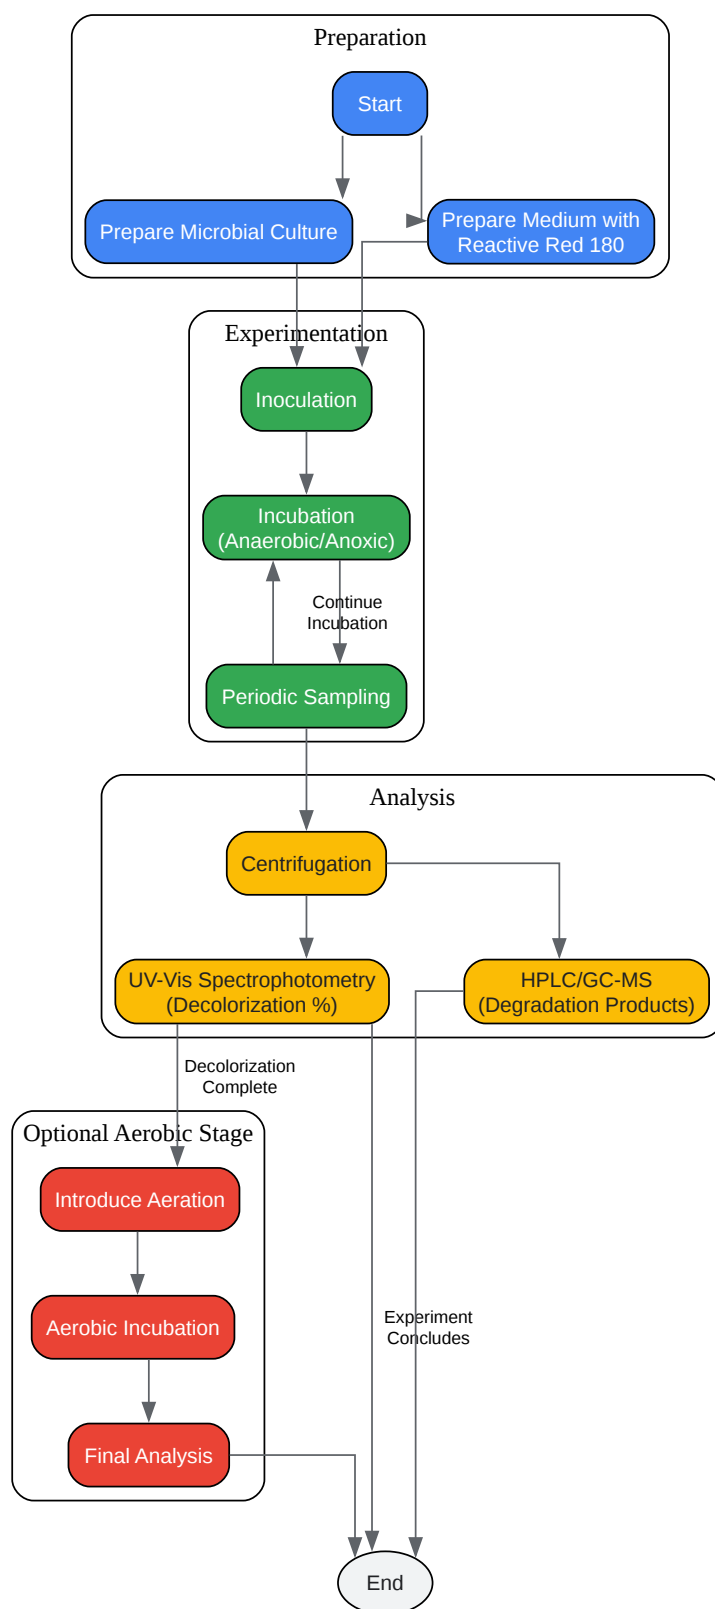 Preparation
Start
Prepare Microbial Culture
Prepare Medium with
Reactive Red 180
Experimentation
Inoculation
Incubation
(Anaerobic/Anoxic)
Continue
Incubation
Periodic Sampling
Analysis
Centrifugation
UV-Vis Spectrophotometry
(Decolorization %)
HPLC/GC-MS
(Degradation Products)
Decolorization
Complete
Optional Aerobic Stage
Introduce Aeration
Aerobic Incubation
Experiment
Concludes
Final Analysis
End